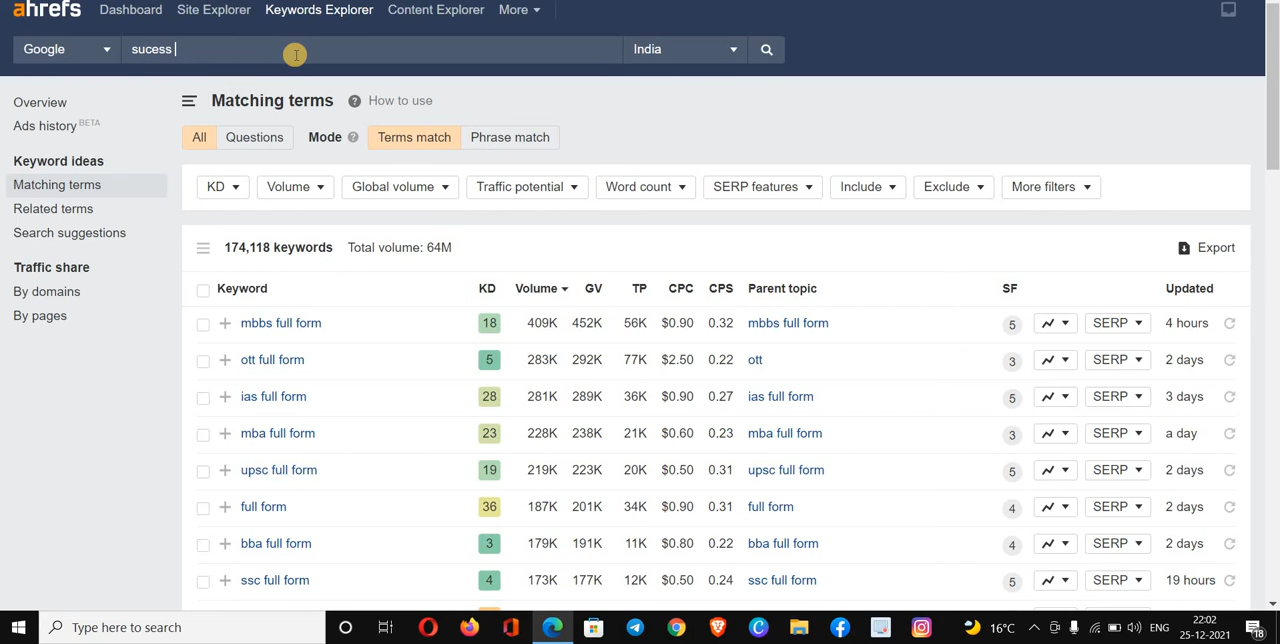 ahrefs Dashboard Site Explorer Keywords Explorer Content Explorer More
Google sucess India
Overview
Ads history BETA
Keyword ideas
Matching terms
Related terms
Search suggestions
Traffic share
By domains
By pages
Matching terms ? How to use
All Questions Mode ? Terms match Phrase match
KD Volume Global volume Traffic potential Word count SERP features Include Exclude More filters
174,118 keywords Total volume: 64M Export
Keyword KD Volume GV TP CPC CPS Parent topic SF Updated
mbbs full form 18 409K 452K 56K $0.90 0.32 mbbs full form 5 SERP 4 hours
ott full form 5 283K 292K 77K $2.50 0.22 ott 3 SERP 2 days
ias full form 28 281K 289K 36K $0.90 0.27 ias full form 5 SERP 3 days
mba full form 23 228K 238K 21K $0.60 0.23 mba full form 3 SERP a day
upsc full form 19 219K 223K 20K $0.50 0.31 upsc full form 5 SERP 2 days
full form 36 187K 201K 34K $0.90 0.31 full form 4 SERP 2 days
bba full form 3 179K 191K 11K $0.80 0.22 bba full form 4 SERP 2 days
ssc full form 4 173K 177K 12K $0.50 0.24 ssc full form 5 SERP 19 hours
Type here to search 16°C ENG 22:02
25-12-2021 18